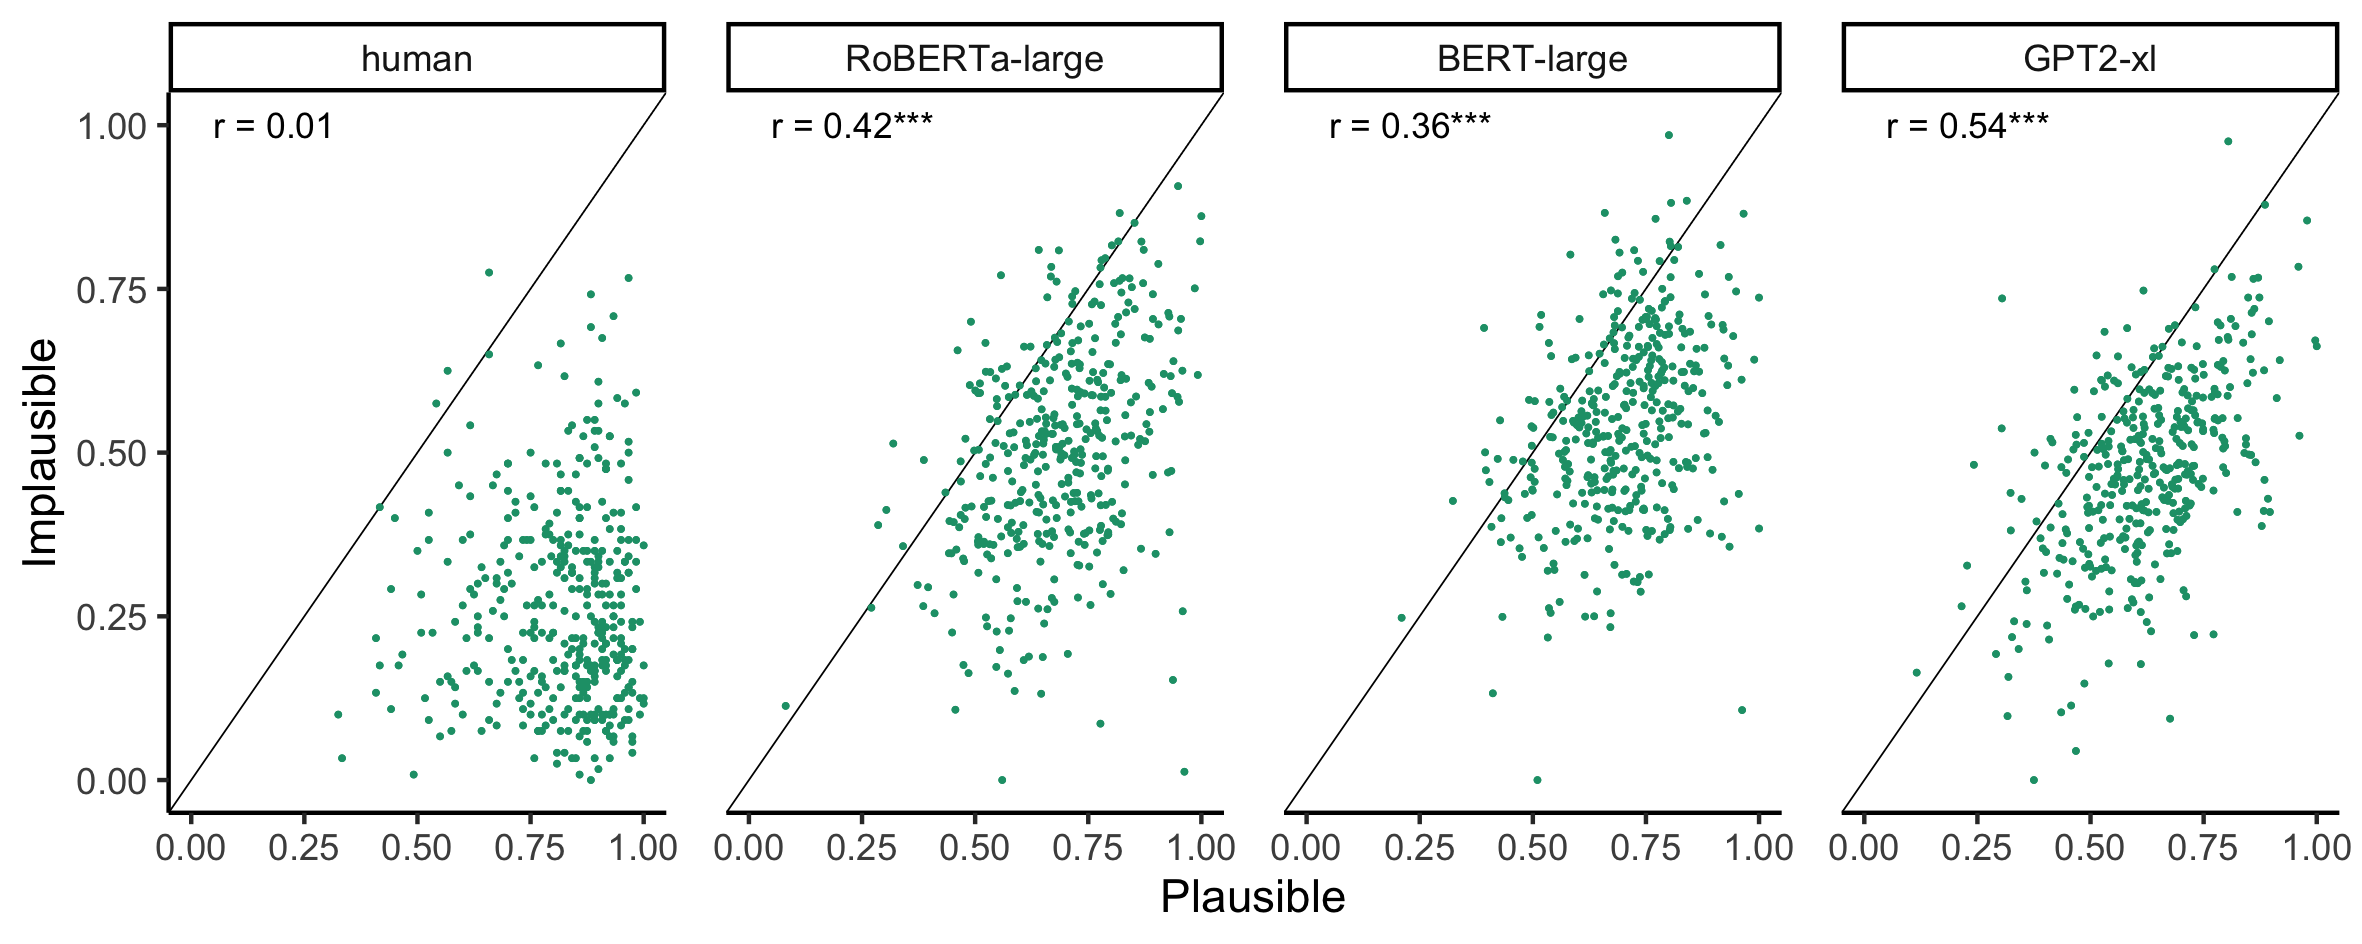 human RoBERTa-large BERT-large GPT2-xl
r = 0.01 r = 0.42*** r = 0.36*** r = 0.54***
1.00
0.75
0.50
0.25
0.00
Implausible
0.00 0.25 0.50 0.75 1.00 0.00 0.25 0.50 0.75 1.00 0.00 0.25 0.50 0.75 1.00 0.00 0.25 0.50 0.75 1.00
Plausible